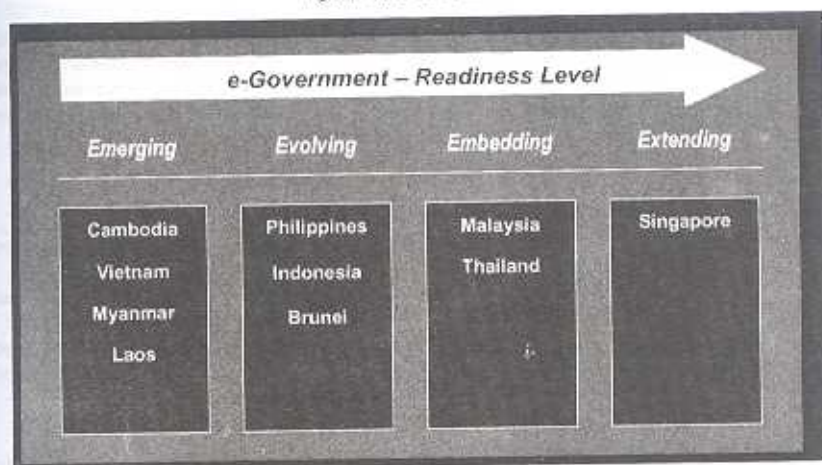 e-Government – Readiness Level
Emerging Evolving Embedding Extending
Cambodia
Vietnam
Myanmar
Laos
Philippines
Indonesia
Brunei
Malaysia
Thailand
Singapore